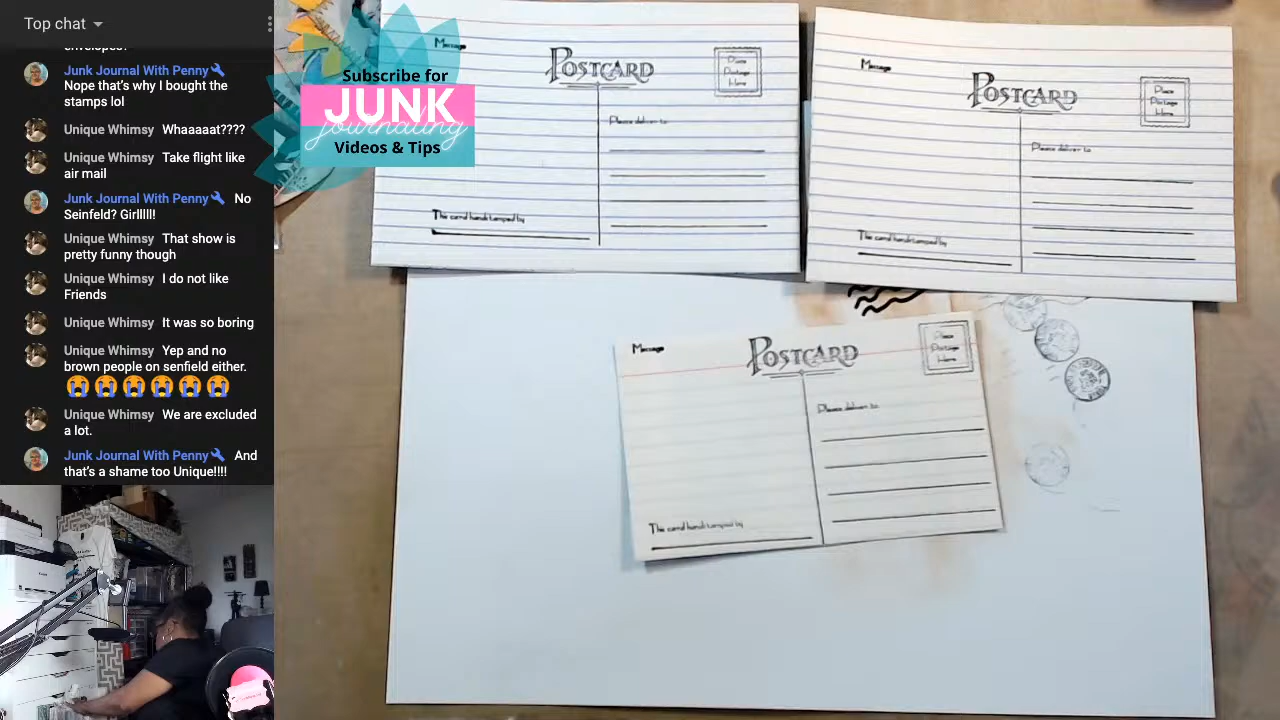 Top chat
envelopes?
Junk Journal With Penny
Nope that's why I bought the
stamps lol
Unique Whimsy Whaaaaat????
Unique Whimsy Take flight like
air mail
Junk Journal With Penny No
Seinfeld? Girlllll!
Unique Whimsy That show is
pretty funny though
Unique Whimsy I do not like
Friends
Unique Whimsy It was so boring
Unique Whimsy Yep and no
brown people on senfield either.
😭😭😭😭😭😭
Unique Whimsy We are excluded
a lot.
Junk Journal With Penny And
that's a shame too Unique!!!!
Subscribe for
JUNK
journaling
Videos & Tips
Message
POSTCARD
Place
Postage
Here
Please deliver to:
This card hand stamped by
Message
POSTCARD
Place
Postage
Here
Please deliver to:
This card hand stamped by
Message
POSTCARD
Place
Postage
Here
Please deliver to:
This card hand stamped by